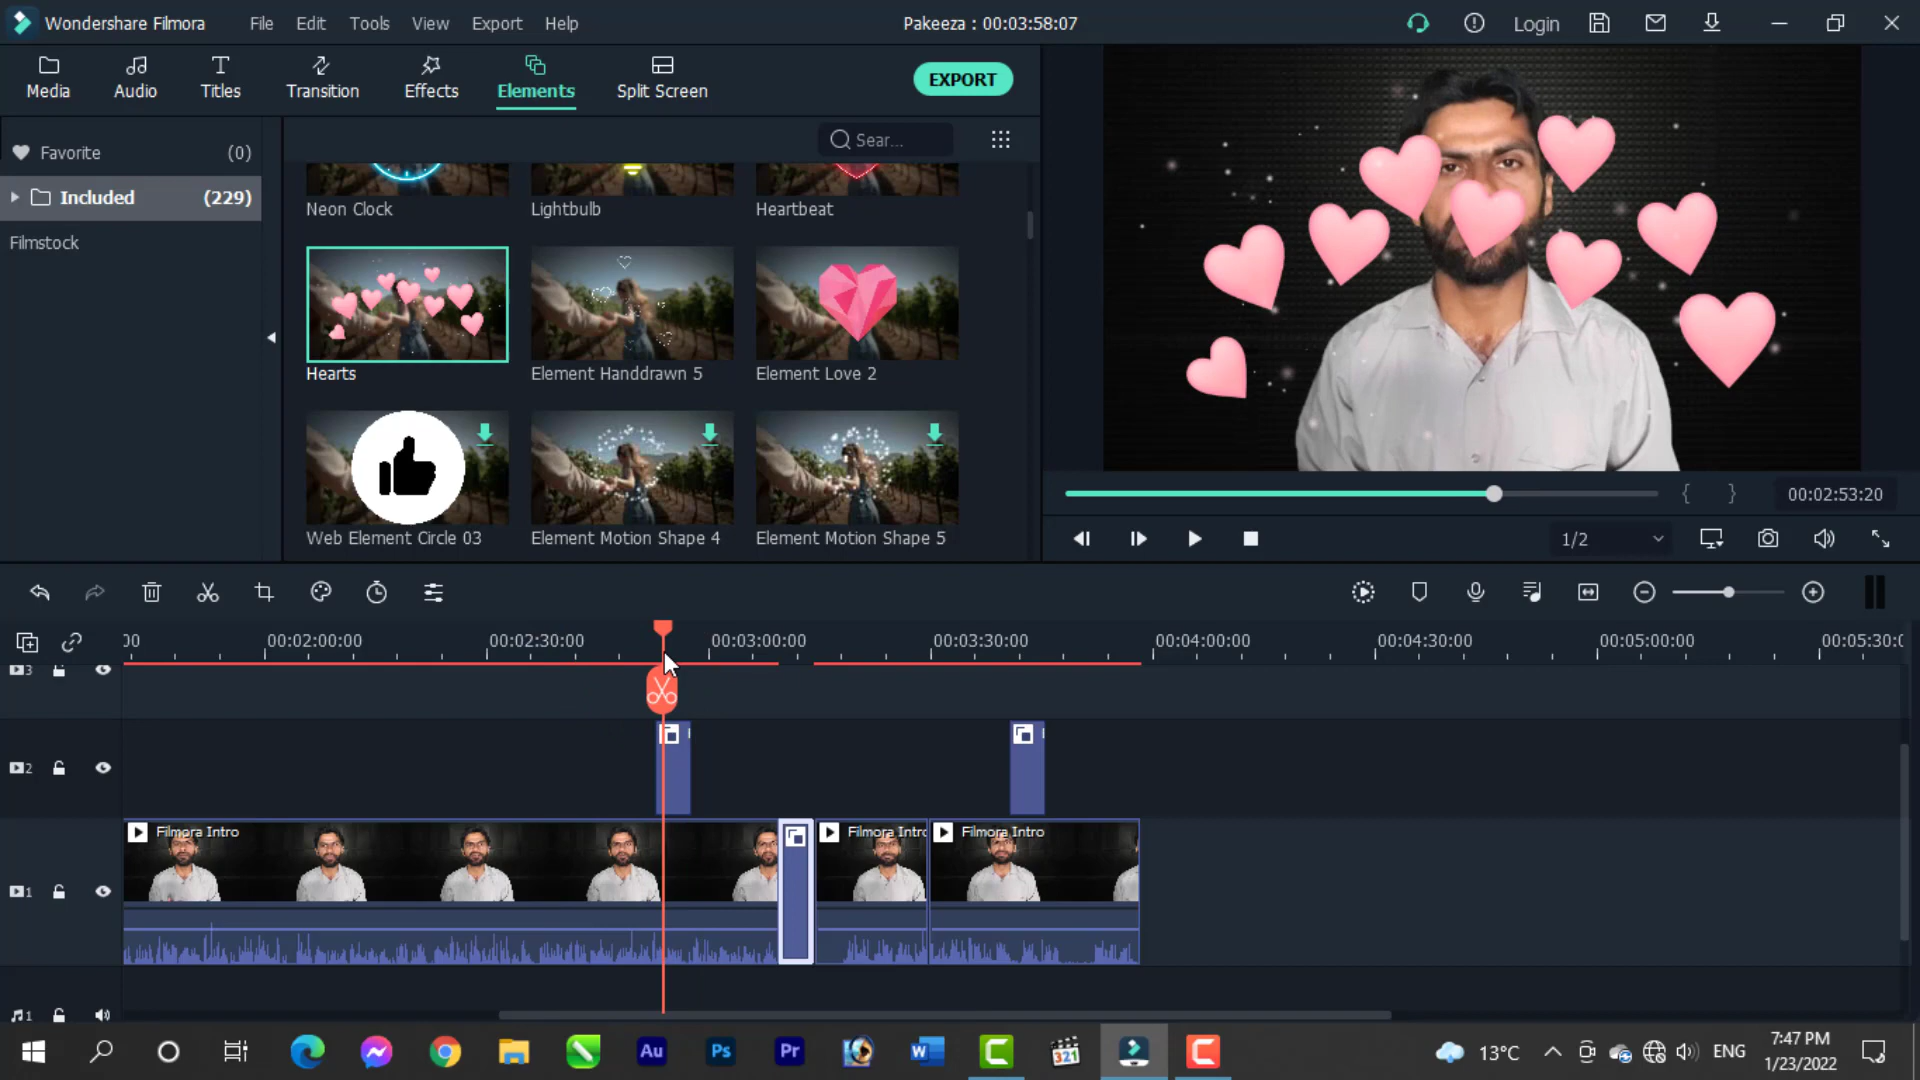 Wondershare Filmora
File Edit Tools View Export Help
Pakeeza : 00:03:58:07
Login
Media Audio Titles Transition Effects Elements Split Screen
EXPORT
Favorite (0)
Included (229)
Filmstock
Sear...
Neon Clock Lightbulb Heartbeat
Hearts Element Handdrawn 5 Element Love 2
Web Element Circle 03 Element Motion Shape 4 Element Motion Shape 5
00:02:53:20
1/2
00 00:02:00:00 00:02:30:00 00:03:00:00 00:03:30:00 00:04:00:00 00:04:30:00 00:05:00:00 00:05:30:0
3
2
1
Filmora Intro Filmora Intro Filmora Intro
1
Au Ps Pr W 321
13°C ENG
7:47 PM
1/23/2022